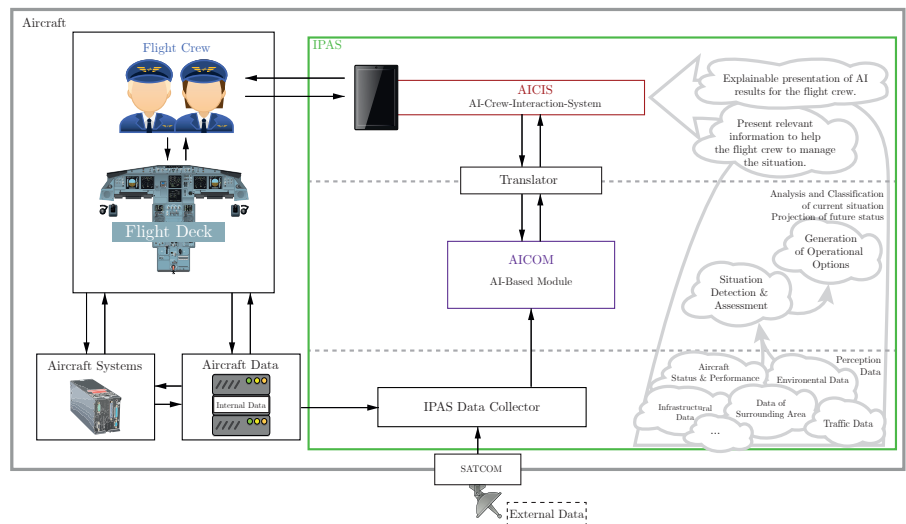 Aircraft
Flight Crew
Flight Deck
Aircraft Systems
Aircraft Data
Internal Data
IPAS
AICIS
AI-Crew-Interaction-System
Translator
AICOM
AI-Based Module
IPAS Data Collector
SATCOM
External Data
Explainable presentation of AI
results for the flight crew.
Present relevant
information to help
the flight crew to manage
the situation.
Analysis and Classification
of current situation
Projection of future status
Generation
of Operational
Options
Situation
Detection &
Assessment
Perception
Data
Aircraft
Status & Performance
Environental Data
Infrastructural
Data
Data of
Surrounding Area
Traffic Data
...